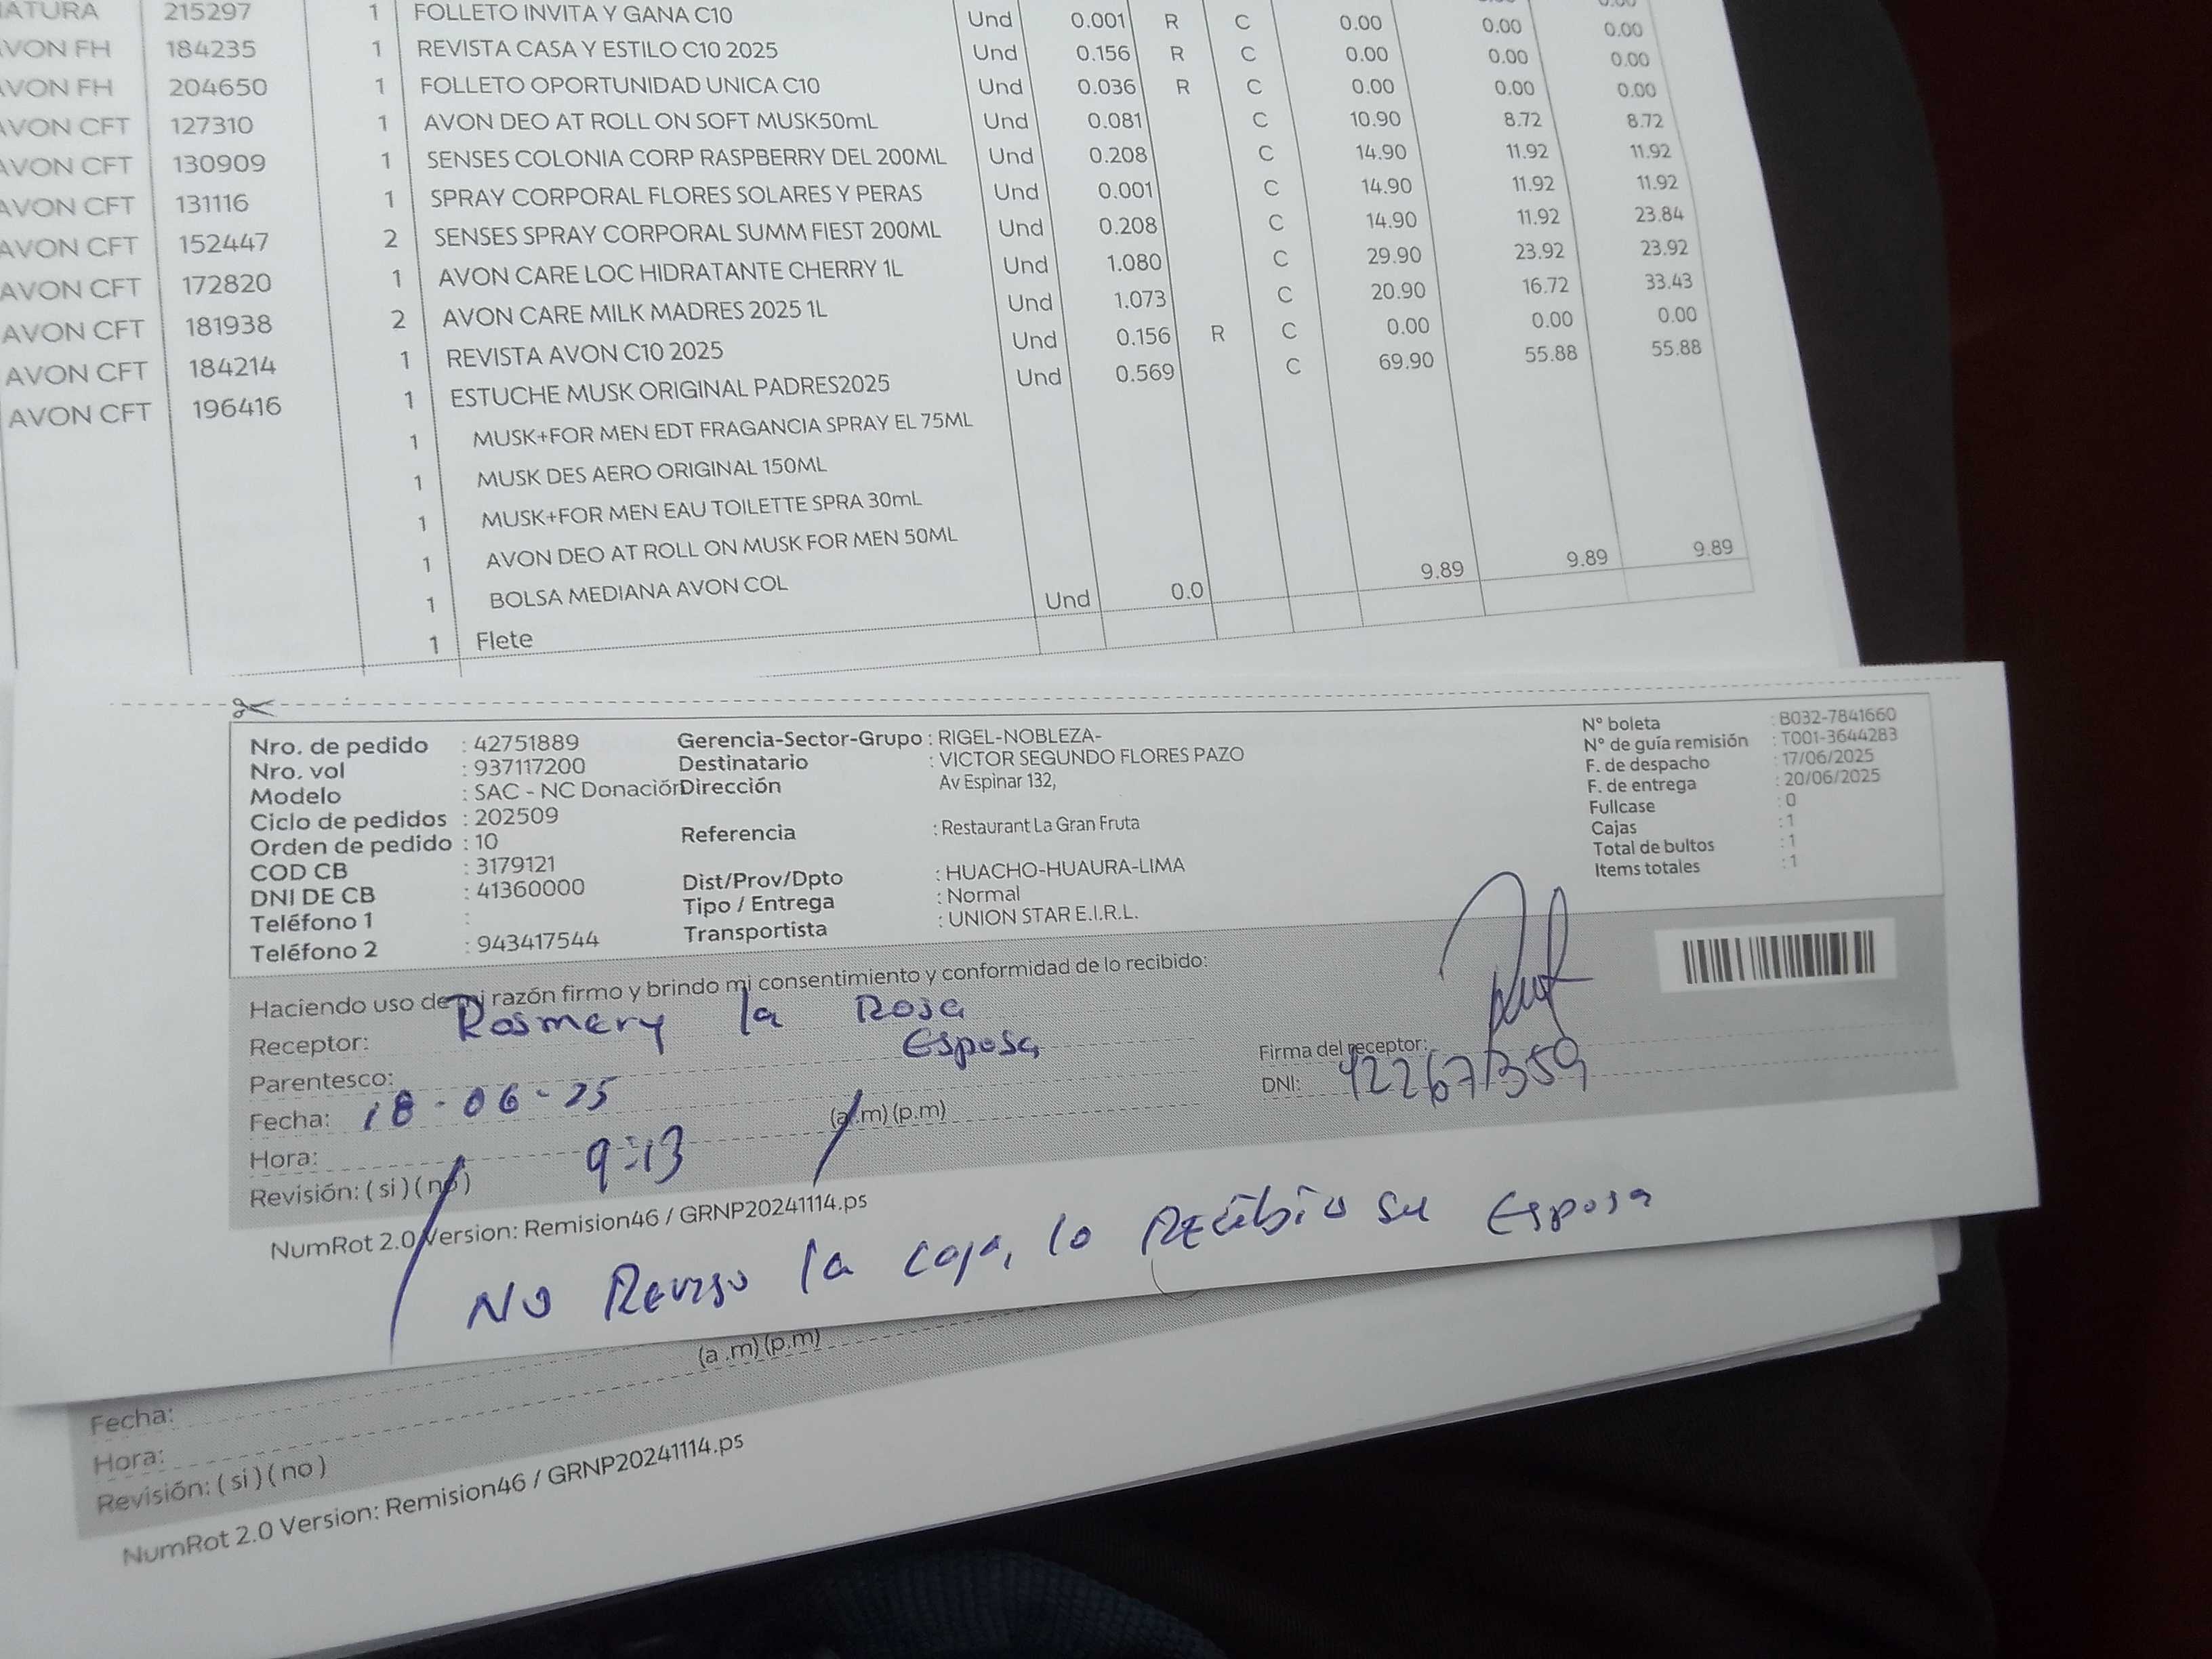 NATURA 215297 1 FOLLETO INVITA Y GANA C10 Und 0.001 R C 0.00 0.00 0.00
AVON FH 184235 1 REVISTA CASA Y ESTILO C10 2025 Und 0.156 R C 0.00 0.00 0.00
AVON FH 204650 1 FOLLETO OPORTUNIDAD UNICA C10 Und 0.036 R C 0.00 0.00 0.00
AVON CFT 127310 1 AVON DEO AT ROLL ON SOFT MUSK50mL Und 0.081 C 10.90 8.72 8.72
AVON CFT 130909 1 SENSES COLONIA CORP RASPBERRY DEL 200ML Und 0.208 C 14.90 11.92 11.92
AVON CFT 131116 1 SPRAY CORPORAL FLORES SOLARES Y PERAS Und 0.001 C 14.90 11.92 11.92
AVON CFT 152447 2 SENSES SPRAY CORPORAL SUMM FIEST 200ML Und 0.208 C 14.90 11.92 23.84
AVON CFT 172820 1 AVON CARE LOC HIDRATANTE CHERRY 1L Und 1.080 C 29.90 23.92 23.92
AVON CFT 181938 2 AVON CARE MILK MADRES 2025 1L Und 1.073 C 20.90 16.72 33.43
AVON CFT 184214 1 REVISTA AVON C10 2025 Und 0.156 R C 0.00 0.00 0.00
AVON CFT 196416 1 ESTUCHE MUSK ORIGINAL PADRES2025 Und 0.569 C 69.90 55.88 55.88
1 MUSK+FOR MEN EDT FRAGANCIA SPRAY EL 75ML
1 MUSK DES AERO ORIGINAL 150ML
1 MUSK+FOR MEN EAU TOILETTE SPRA 30mL
1 AVON DEO AT ROLL ON MUSK FOR MEN 50ML
1 BOLSA MEDIANA AVON COL
1 Flete Und 0.0 9.89 9.89 9.89
Nro. de pedido : 42751889 Gerencia-Sector-Grupo : RIGEL-NOBLEZA- N° boleta : B032-7841660
Nro. vol : 937117200 Destinatario : VICTOR SEGUNDO FLORES PAZO N° de guía remisión : T001-3644283
Modelo : SAC - NC Donación Dirección Av Espinar 132, F. de despacho : 17/06/2025
Ciclo de pedidos : 202509 F. de entrega : 20/06/2025
Orden de pedido : 10 Referencia : Restaurant La Gran Fruta Fullcase : 0
COD CB : 3179121 Cajas : 1
DNI DE CB : 41360000 Dist/Prov/Dpto : HUACHO-HUAURA-LIMA Total de bultos : 1
Teléfono 1 : Tipo / Entrega : Normal Items totales : 1
Teléfono 2 : 943417544 Transportista : UNION STAR E.I.R.L.
Haciendo uso de mi razón firmo y brindo mi consentimiento y conformidad de lo recibido:
Receptor: Rosmery la Rosa
Parentesco: Esposa Firma del receptor:
Fecha: 18-06-25 DNI:
Hora: 9:13 (a.m) (p.m)
Revisión: ( si ) ( no )
NumRot 2.0 Version: Remision46 / GRNP20241114.ps
No Reviso la caja, lo Recibio su Esposa
(a .m) (p.m)
Fecha:
Hora:
Revisión: ( si ) ( no )
NumRot 2.0 Version: Remision46 / GRNP20241114.ps